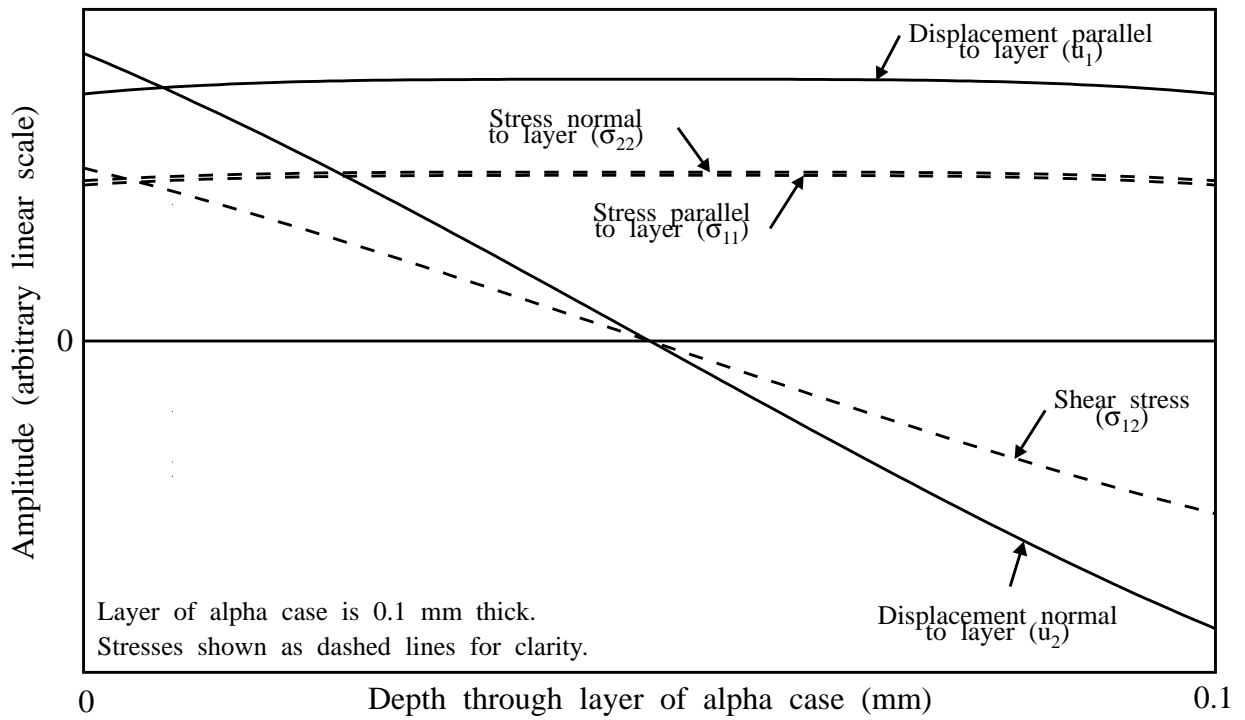 Displacement parallel
to layer (u1)
Stress normal
to layer (σ22)
Stress parallel
to layer (σ11)
Amplitude (arbitrary linear scale)
0
Shear stress
(σ12)
Layer of alpha case is 0.1 mm thick.
Stresses shown as dashed lines for clarity.
Displacement normal
to layer (u2)
0
Depth through layer of alpha case (mm)
0.1